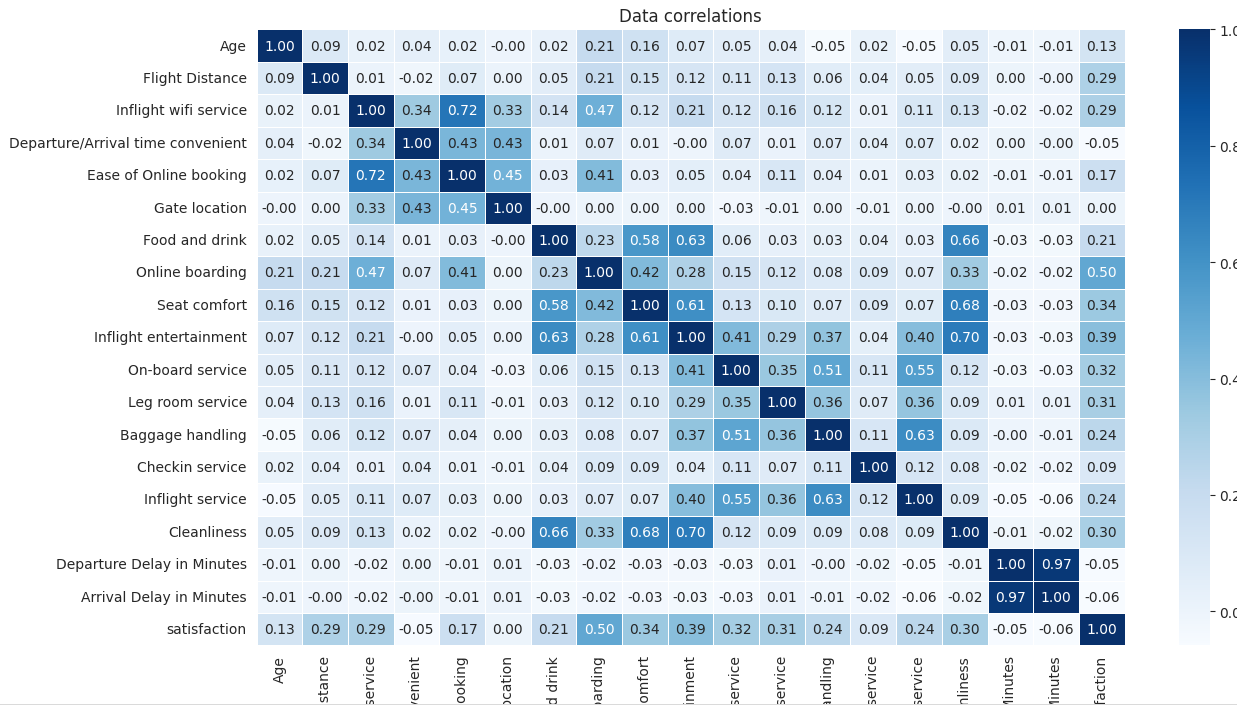 Data correlations
Age 1.00 0.09 0.02 0.04 0.02 -0.00 0.02 0.21 0.16 0.07 0.05 0.04 -0.05 0.02 -0.05 0.05 -0.01 -0.01 0.13
Flight Distance 0.09 1.00 0.01 -0.02 0.07 0.00 0.05 0.21 0.15 0.12 0.11 0.13 0.06 0.04 0.05 0.09 0.00 -0.00 0.29
Inflight wifi service 0.02 0.01 1.00 0.34 0.72 0.33 0.14 0.47 0.12 0.21 0.12 0.16 0.12 0.01 0.11 0.13 -0.02 -0.02 0.29
Departure/Arrival time convenient 0.04 -0.02 0.34 1.00 0.43 0.43 0.01 0.07 0.01 -0.00 0.07 0.01 0.07 0.04 0.07 0.02 0.00 -0.00 -0.05
Ease of Online booking 0.02 0.07 0.72 0.43 1.00 0.45 0.03 0.41 0.03 0.05 0.04 0.11 0.04 0.01 0.03 0.02 -0.01 -0.01 0.17
Gate location -0.00 0.00 0.33 0.43 0.45 1.00 -0.00 0.00 0.00 0.00 -0.03 -0.01 0.00 -0.01 0.00 -0.00 0.01 0.01 0.00
Food and drink 0.02 0.05 0.14 0.01 0.03 -0.00 1.00 0.23 0.58 0.63 0.06 0.03 0.03 0.04 0.03 0.66 -0.03 -0.03 0.21
Online boarding 0.21 0.21 0.47 0.07 0.41 0.00 0.23 1.00 0.42 0.28 0.15 0.12 0.08 0.09 0.07 0.33 -0.02 -0.02 0.50
Seat comfort 0.16 0.15 0.12 0.01 0.03 0.00 0.58 0.42 1.00 0.61 0.13 0.10 0.07 0.09 0.07 0.68 -0.03 -0.03 0.34
Inflight entertainment 0.07 0.12 0.21 -0.00 0.05 0.00 0.63 0.28 0.61 1.00 0.41 0.29 0.37 0.04 0.40 0.70 -0.03 -0.03 0.39
On-board service 0.05 0.11 0.12 0.07 0.04 -0.03 0.06 0.15 0.13 0.41 1.00 0.35 0.51 0.11 0.55 0.12 -0.03 -0.03 0.32
Leg room service 0.04 0.13 0.16 0.01 0.11 -0.01 0.03 0.12 0.10 0.29 0.35 1.00 0.36 0.07 0.36 0.09 0.01 0.01 0.31
Baggage handling -0.05 0.06 0.12 0.07 0.04 0.00 0.03 0.08 0.07 0.37 0.51 0.36 1.00 0.11 0.63 0.09 -0.00 -0.01 0.24
Checkin service 0.02 0.04 0.01 0.04 0.01 -0.01 0.04 0.09 0.09 0.04 0.11 0.07 0.11 1.00 0.12 0.08 -0.02 -0.02 0.09
Inflight service -0.05 0.05 0.11 0.07 0.03 0.00 0.03 0.07 0.07 0.40 0.55 0.36 0.63 0.12 1.00 0.09 -0.05 -0.06 0.24
Cleanliness 0.05 0.09 0.13 0.02 0.02 -0.00 0.66 0.33 0.68 0.70 0.12 0.09 0.09 0.08 0.09 1.00 -0.01 -0.02 0.30
Departure Delay in Minutes -0.01 0.00 -0.02 0.00 -0.01 0.01 -0.03 -0.02 -0.03 -0.03 -0.03 0.01 -0.00 -0.02 -0.05 -0.01 1.00 0.97 -0.05
Arrival Delay in Minutes -0.01 -0.00 -0.02 -0.00 -0.01 0.01 -0.03 -0.02 -0.03 -0.03 -0.03 0.01 -0.01 -0.02 -0.06 -0.02 0.97 1.00 -0.06
satisfaction 0.13 0.29 0.29 -0.05 0.17 0.00 0.21 0.50 0.34 0.39 0.32 0.31 0.24 0.09 0.24 0.30 -0.05 -0.06 1.00
Age
stance
service
venient
ooking
ocation
d drink
oarding
omfort
inment
service
service
andling
service
service
nliness
Minutes
Minutes
faction
1.0
0.8
0.6
0.4
0.2
0.0